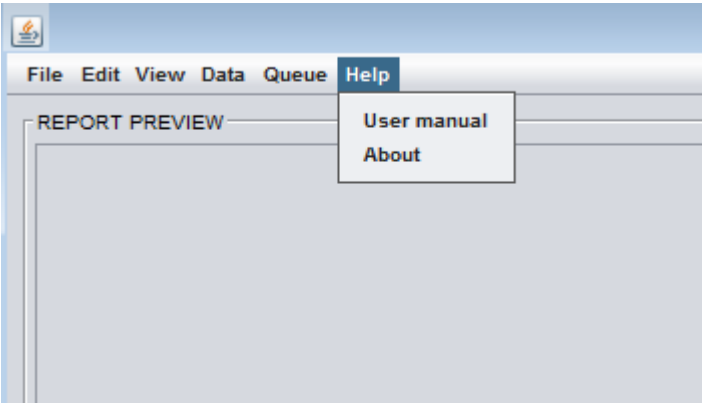 File Edit View Data Queue Help
REPORT PREVIEW
User manual
About